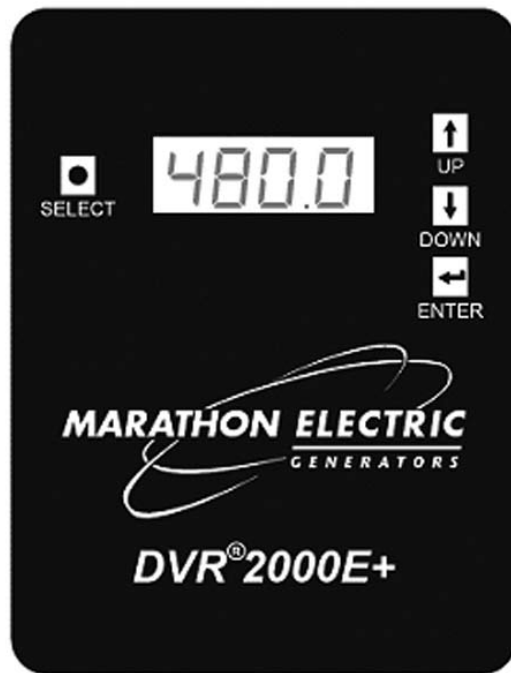 480.0
SELECT
UP
DOWN
ENTER
MARATHON ELECTRIC
GENERATORS
DVR®2000E+